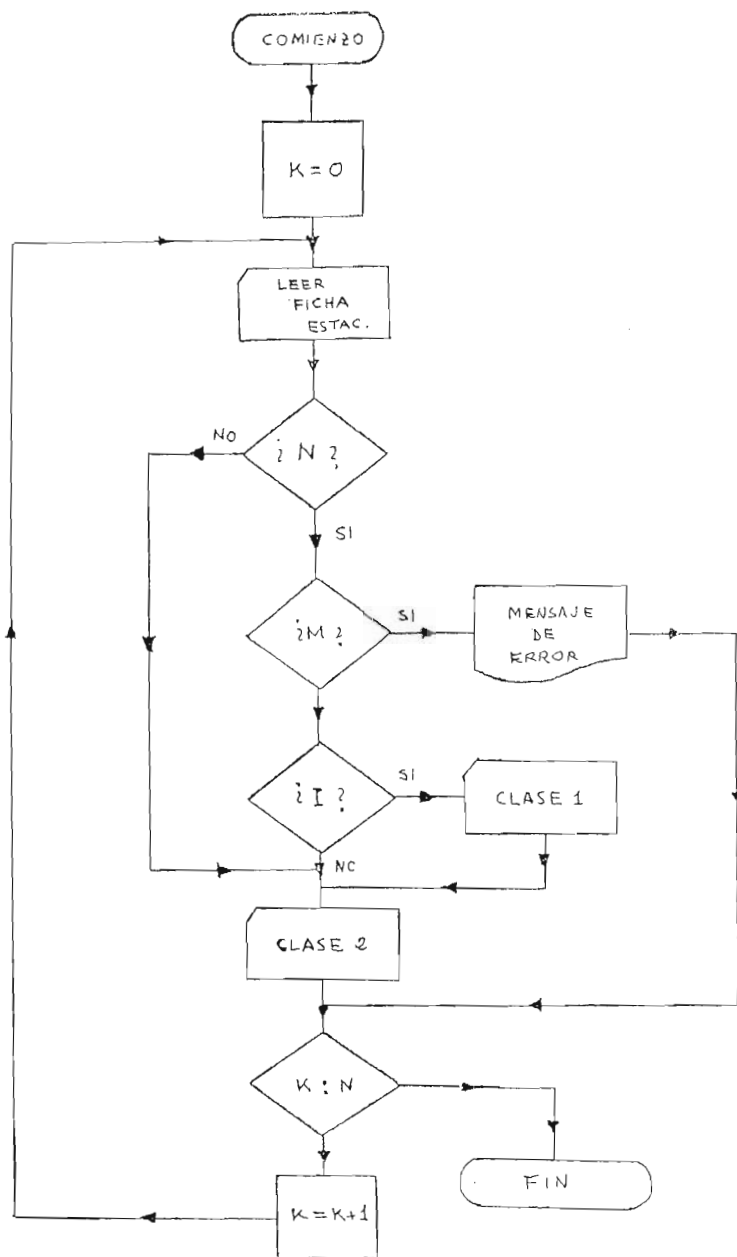 COMIENZO
K = 0
LEER
FICHA
ESTAC.
NO
¿ N ?
SI
¿M ?
SI
MENSAJE
DE
ERROR
¿ I ?
SI
CLASE 1
NC
CLASE 2
K : N
FIN
K = K+1